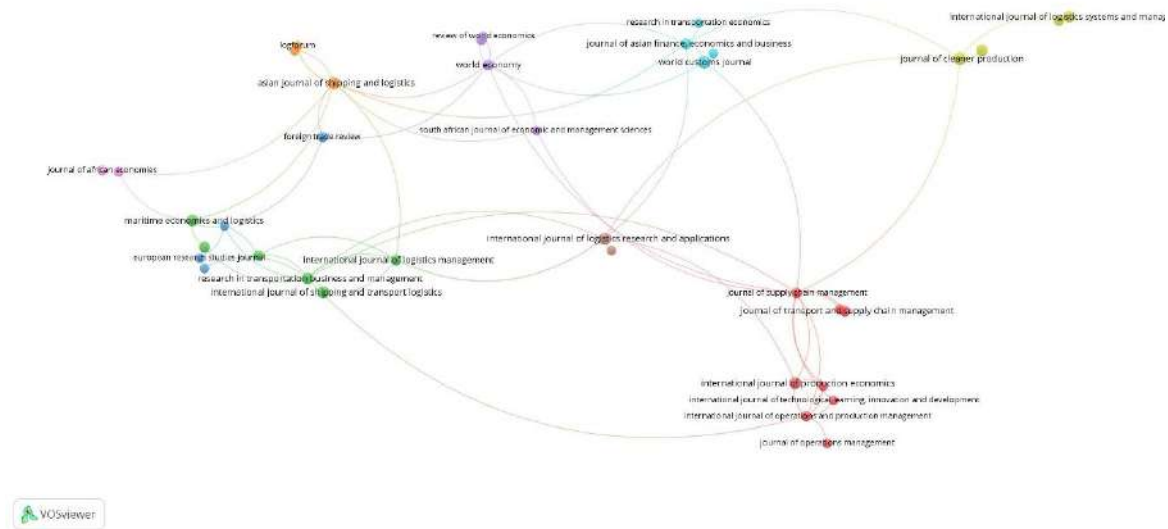 international journal of logistics systems and manag
research in transportation economics
review of world economics
journal of asian finance, economics and business
logforum
journal of cleaner production
world customs journal
world economy
asian journal of shipping and logistics
south african journal of economic and management sciences
foreign trade review
journal of african economies
maritime economics and logistics
international journal of logistics research and applications
european research studies journal
international journal of logistics management
research in transportation business and management
international journal of shipping and transport logistics
journal of supply chain management
journal of transport and supply chain management
international journal of production economics
international journal of technological learning, innovation and development
international journal of operations and production management
journal of operations management
VOSviewer